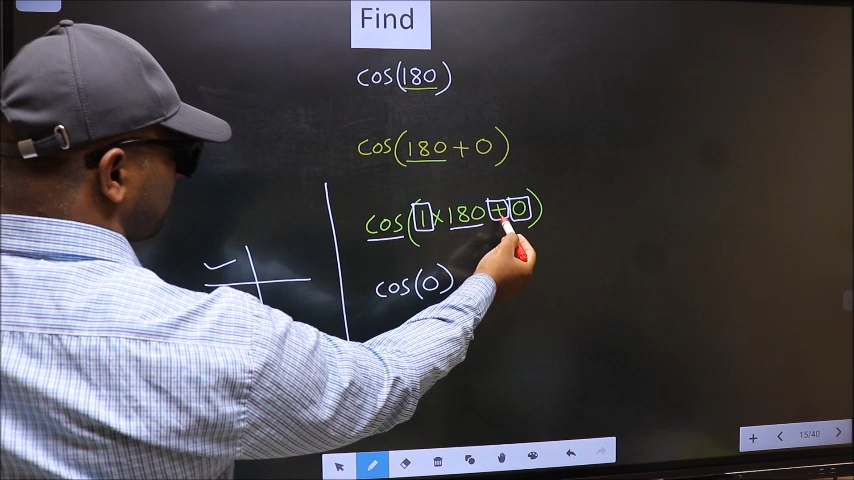 Find
cos(180)
cos(180+0)
cos(1×180+0)
cos(0)
15/40